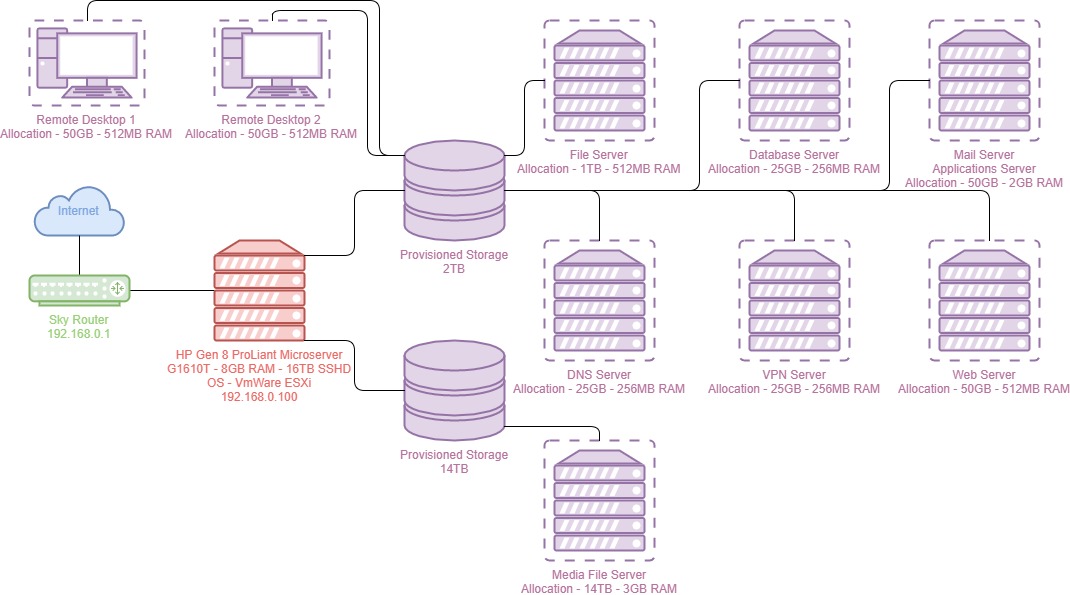 Remote Desktop 1
Allocation - 50GB - 512MB RAM
Remote Desktop 2
Allocation - 50GB - 512MB RAM
File Server
Allocation - 1TB - 512MB RAM
Database Server
Allocation - 25GB - 256MB RAM
Mail Server
Applications Server
Allocation - 50GB - 2GB RAM
Internet
Provisioned Storage
2TB
Sky Router
192.168.0.1
HP Gen 8 ProLiant Microserver
G1610T - 8GB RAM - 16TB SSHD
OS - VmWare ESXi
192.168.0.100
DNS Server
Allocation - 25GB - 256MB RAM
VPN Server
Allocation - 25GB - 256MB RAM
Web Server
Allocation - 50GB - 512MB RAM
Provisioned Storage
14TB
Media File Server
Allocation - 14TB - 3GB RAM